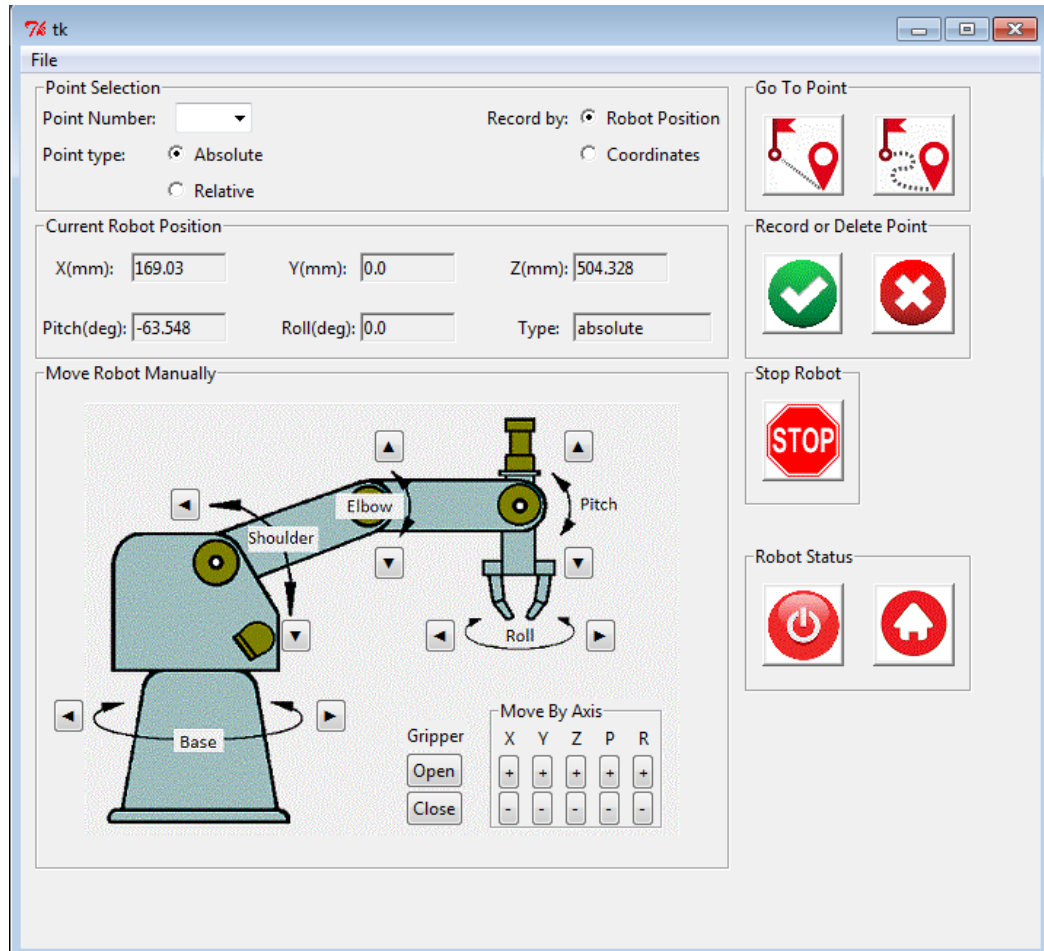 tk
File
Point Selection
Point Number:
Record by: Robot Position
Point type: Absolute
Coordinates
Relative
Go To Point
Current Robot Position
X(mm): 169.03 Y(mm): 0.0 Z(mm): 504.328
Pitch(deg): -63.548 Roll(deg): 0.0 Type: absolute
Record or Delete Point
Move Robot Manually
Elbow
Pitch
Shoulder
Roll
Base
Gripper
Open
Close
Move By Axis
X Y Z P R
+ + + + +
- - - - -
Stop Robot
STOP
Robot Status